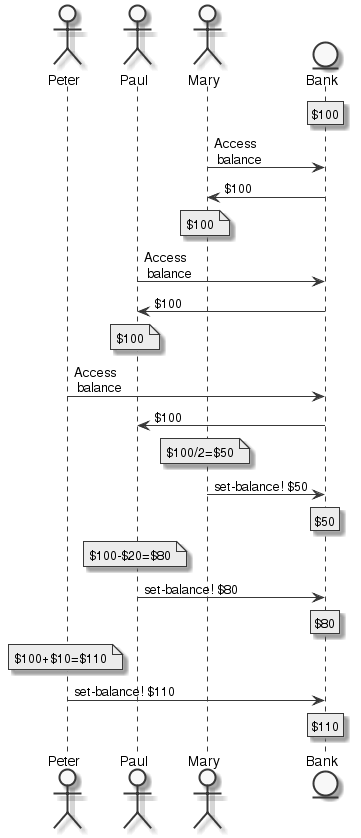 Peter Paul Mary Bank
$100
Access
balance
$100
$100
Access
balance
$100
$100
Access
balance
$100
$100/2=$50
set-balance! $50
$50
$100-$20=$80
set-balance! $80
$80
$100+$10=$110
set-balance! $110
$110
Peter Paul Mary Bank